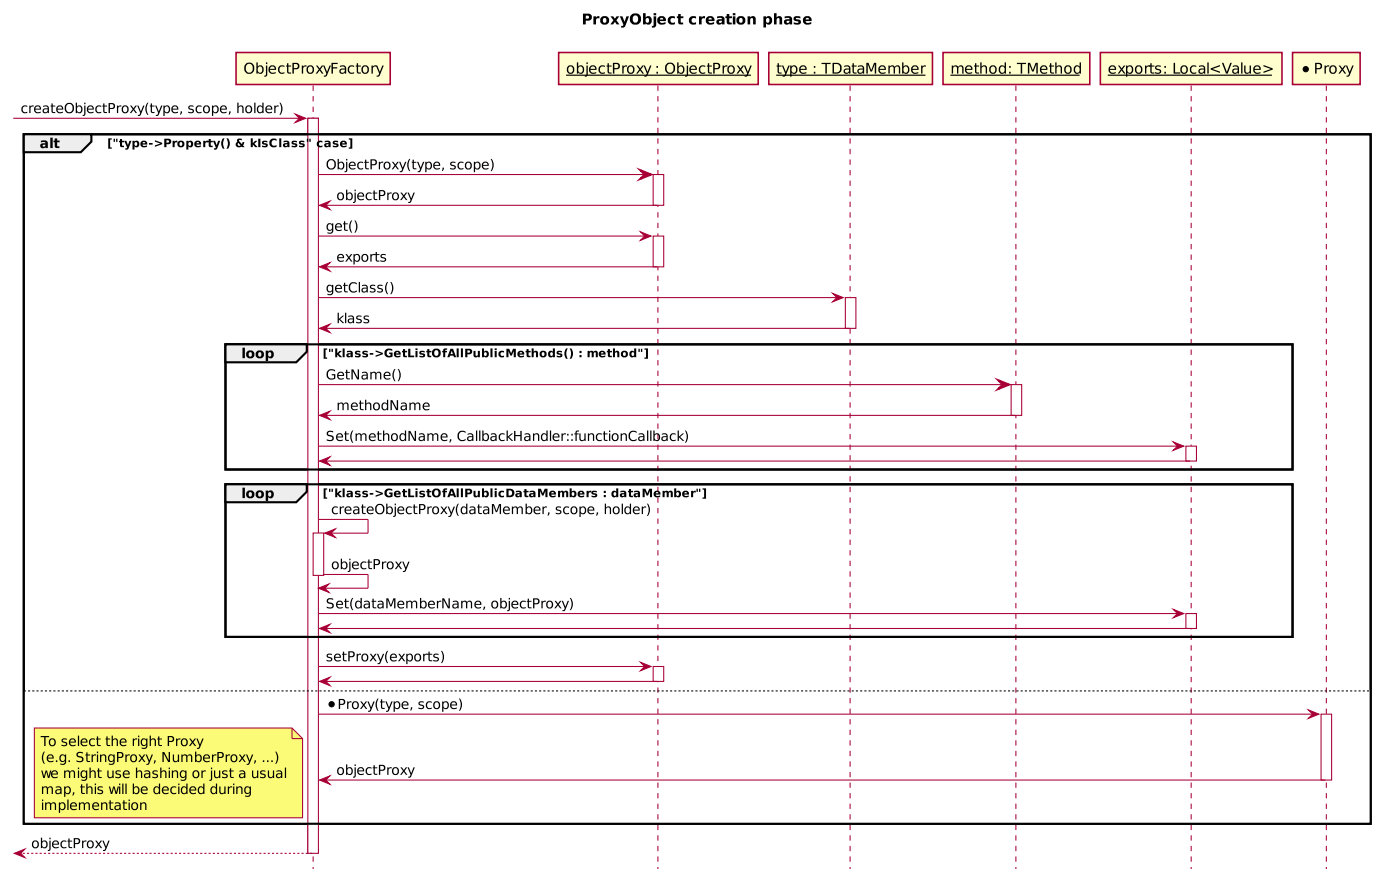 ProxyObject creation phase
ObjectProxyFactory
objectProxy : ObjectProxy
type : TDataMember
method: TMethod
exports: Local<Value>
•Proxy
createObjectProxy(type, scope, holder)
alt
["type->Property() & klsClass" case]
ObjectProxy(type, scope)
objectProxy
get()
exports
getClass()
klass
loop
["klass->GetListOfAllPublicMethods() : method"]
GetName()
methodName
Set(methodName, CallbackHandler::functionCallback)
loop
["klass->GetListOfAllPublicDataMembers : dataMember"]
createObjectProxy(dataMember, scope, holder)
objectProxy
Set(dataMemberName, objectProxy)
setProxy(exports)
•Proxy(type, scope)
To select the right Proxy
(e.g. StringProxy, NumberProxy, ...)
we might use hashing or just a usual
map, this will be decided during
implementation
objectProxy
objectProxy